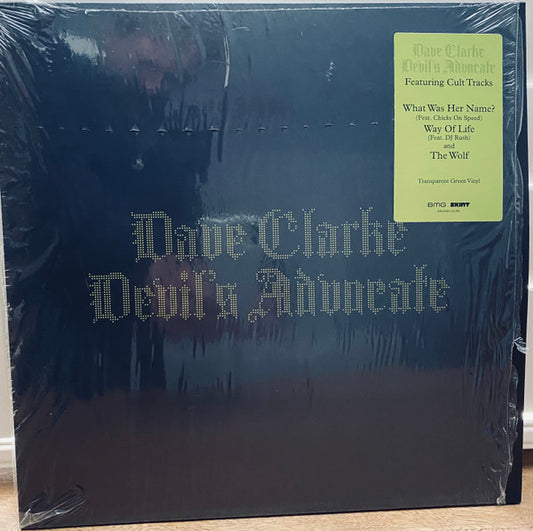 Dave Clarke
Devil's Advocate
Featuring Cult Tracks
What Was Her Name?
(Feat. Chicks On Speed)
Way Of Life
(Feat. DJ Rush)
and
The Wolf
Transparent Green Vinyl
BMG SKINT
Dave Clarke
Devil's Advocate